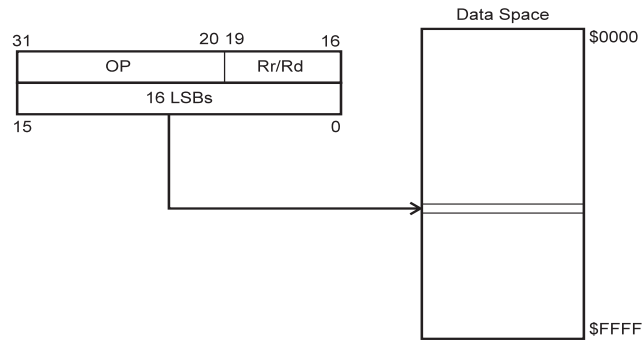 Data Space
31 20 19 16
$0000
OP Rr/Rd
16 LSBs
15 0
$FFFF